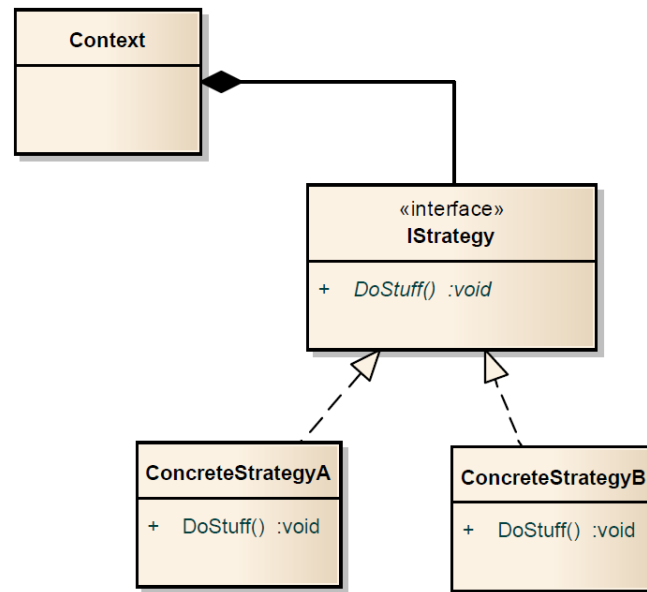 Context
«interface»
IStrategy
+ DoStuff() :void
ConcreteStrategyA
+ DoStuff() :void
ConcreteStrategyB
+ DoStuff() :void